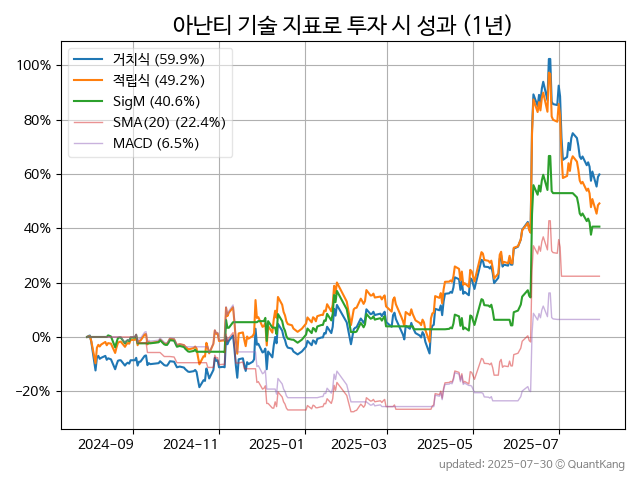 아난티 기술 지표로 투자 시 성과 (1년)
거치식 (59.9%)
적립식 (49.2%)
SigM (40.6%)
SMA(20) (22.4%)
MACD (6.5%)
100%
80%
60%
40%
20%
0%
−20%
2024-09 2024-11 2025-01 2025-03 2025-05 2025-07
updated: 2025-07-30 © QuantKang